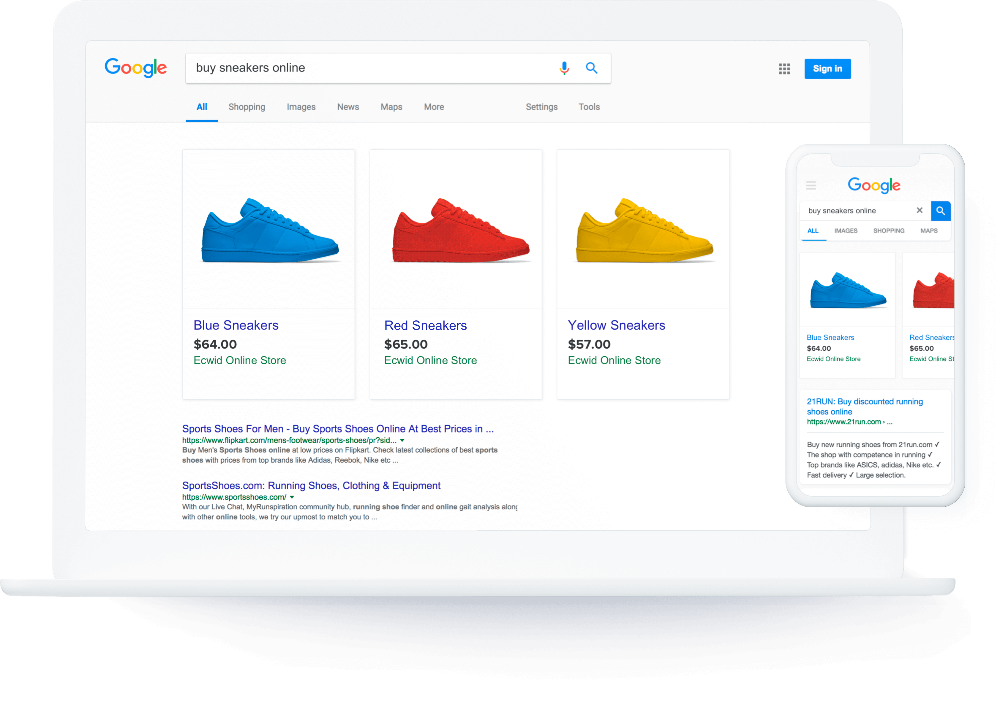 Google
buy sneakers online
Sign in
All Shopping Images News Maps More Settings Tools
Blue Sneakers
$64.00
Ecwid Online Store
Red Sneakers
$65.00
Ecwid Online Store
Yellow Sneakers
$57.00
Ecwid Online Store
Sports Shoes For Men - Buy Sports Shoes Online At Best Prices in ...
https://www.flipkart.com/mens-footwear/sports-shoes/pr?sid...
Buy Men's Sports Shoes online at low prices on Flipkart. Check latest collections of best sports
shoes with prices from top brands like Adidas, Reebok, Nike etc ...
SportsShoes.com: Running Shoes, Clothing & Equipment
https://www.sportsshoes.com/
With our Live Chat, MyRunspiration community hub, running shoe finder and online gait analysis along
with other online tools, we try our upmost to match you to ...
Google
buy sneakers online ✕
ALL IMAGES SHOPPING MAPS
Blue Sneakers
$64.00
Ecwid Online Store
Red Sneakers
$65.00
Ecwid Online St
21RUN: Buy discounted running
shoes online
https://www.21run.com › ...
Buy new running shoes from 21run.com ✓
The shop with competence in running ✓
Top brands like ASICS, adidas, Nike etc. ✓
Fast delivery ✓ Large selection.